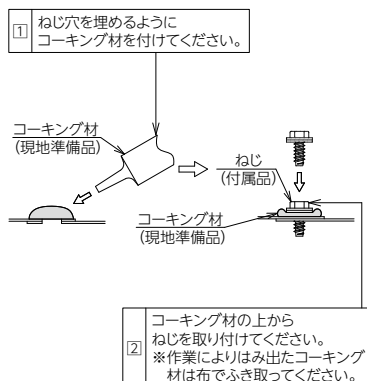 1
ねじ穴を埋めるように
コーキング材を付けてください。
コーキング材
(現地準備品)
ねじ
(付属品)
コーキング材
(現地準備品)
2
コーキング材の上から
ねじを取り付けてください。
※作業によりはみ出たコーキング
材は布でふき取ってください。